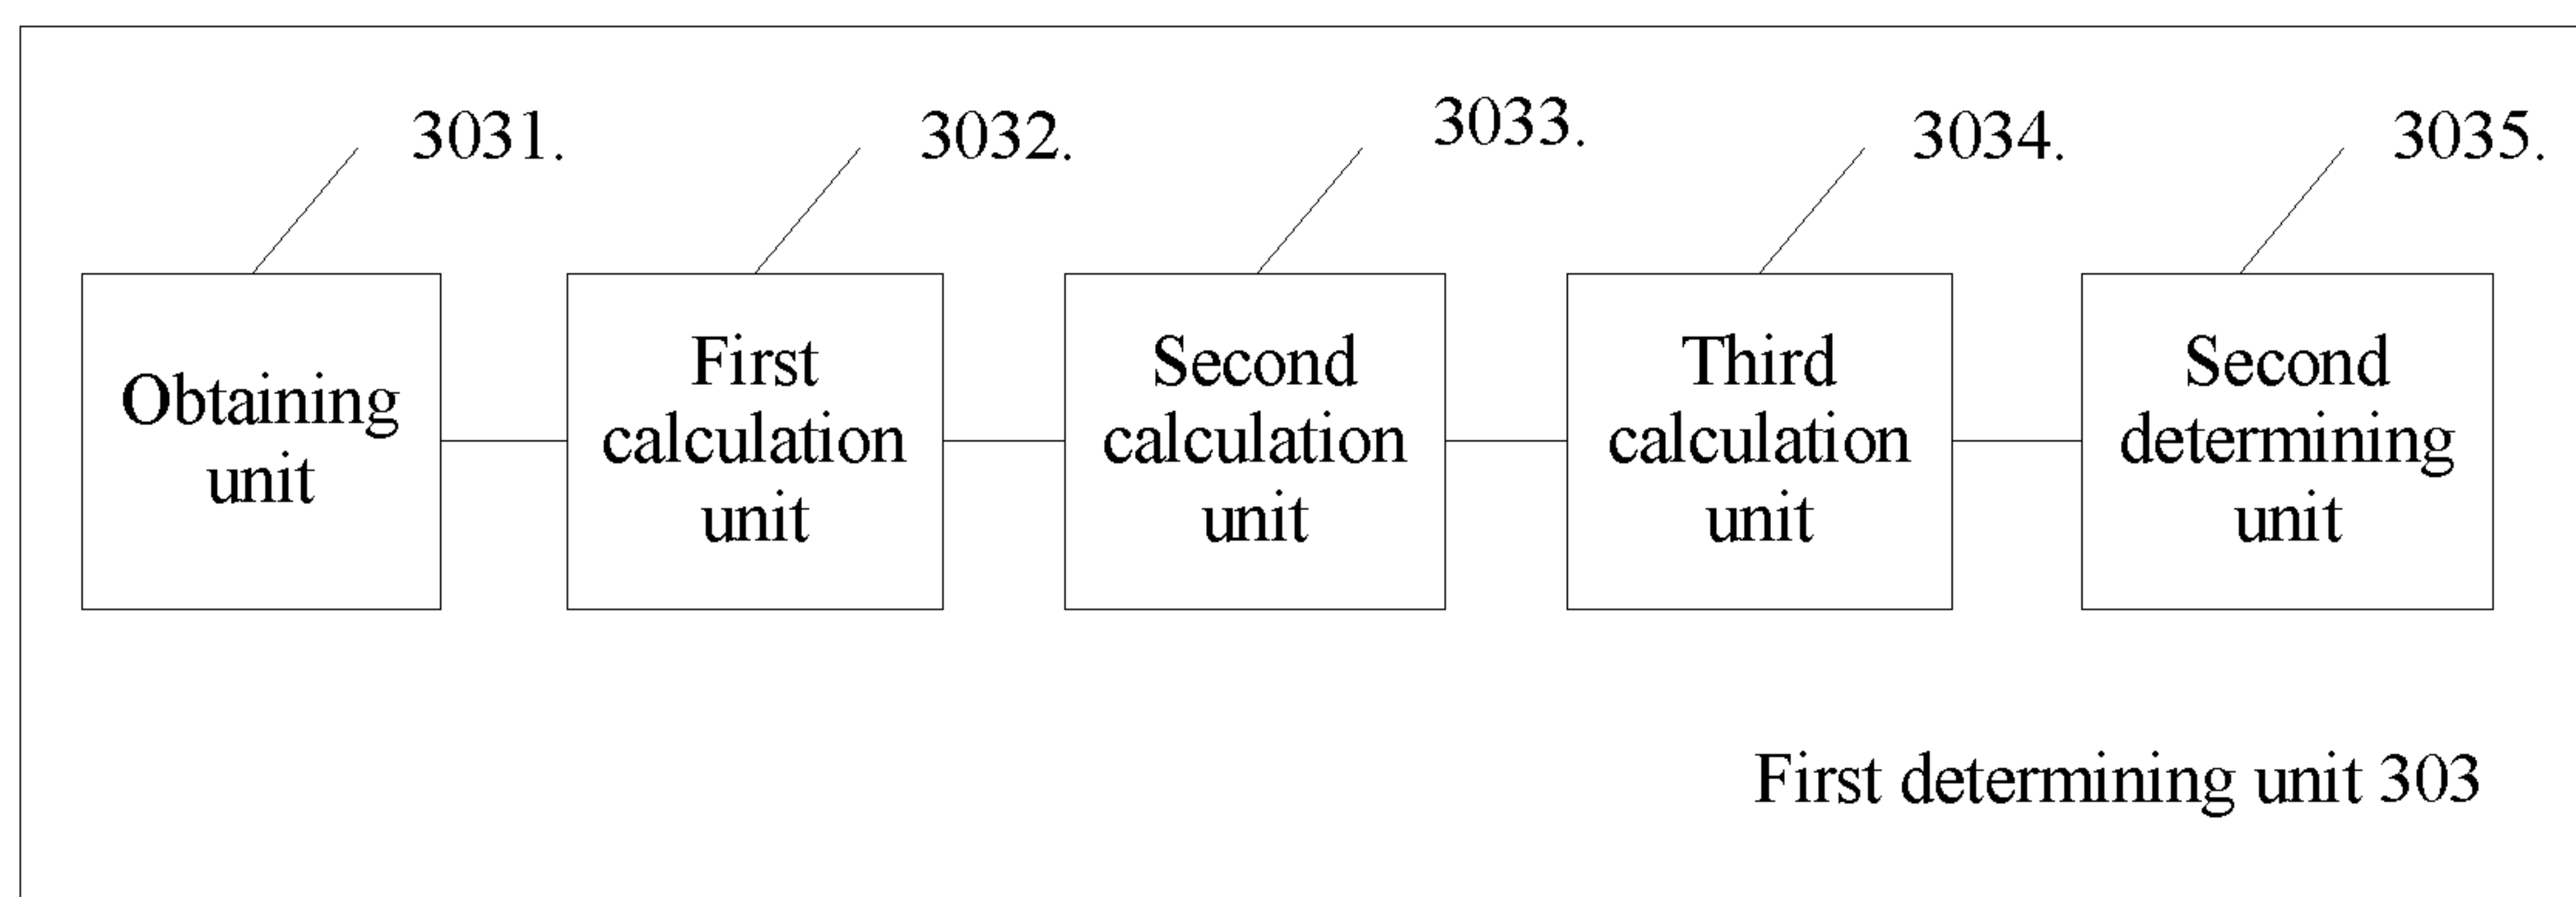 3031.
3032.
3033.
3034.
3035.
Obtaining
unit
First
calculation
unit
Second
calculation
unit
Third
calculation
unit
Second
determining
unit
First determining unit 303